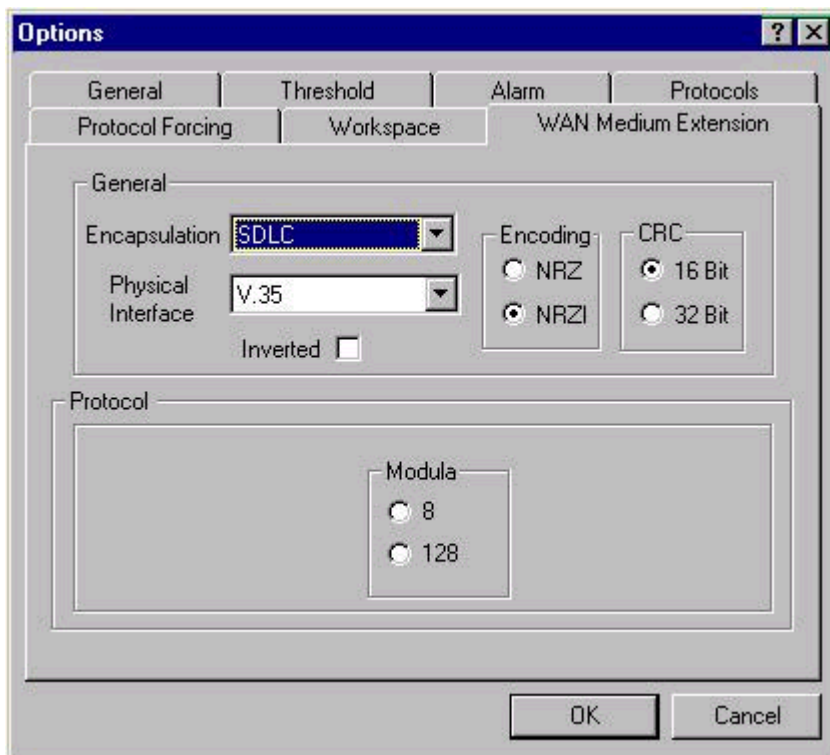 Options
General Threshold Alarm Protocols
Protocol Forcing Workspace WAN Medium Extension
General
Encapsulation SDLC
Encoding
NRZ
NRZI
CRC
16 Bit
32 Bit
Physical
Interface
V.35
Inverted
Protocol
Modula
8
128
OK Cancel